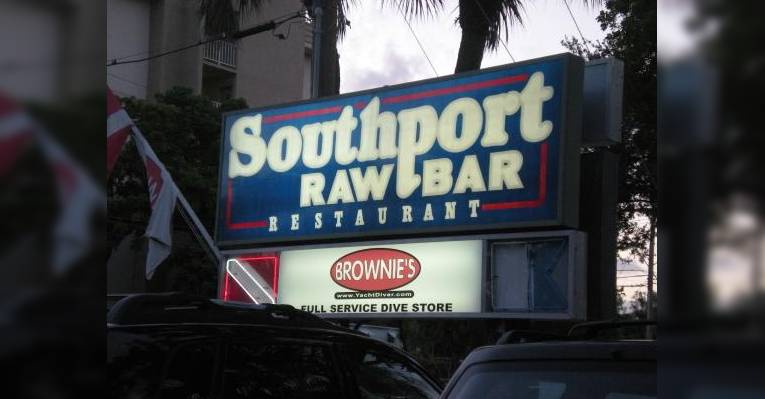 Southport
RAW BAR
RESTAURANT
BROWNIE'S
www.YachtDiver.com
FULL SERVICE DIVE STORE